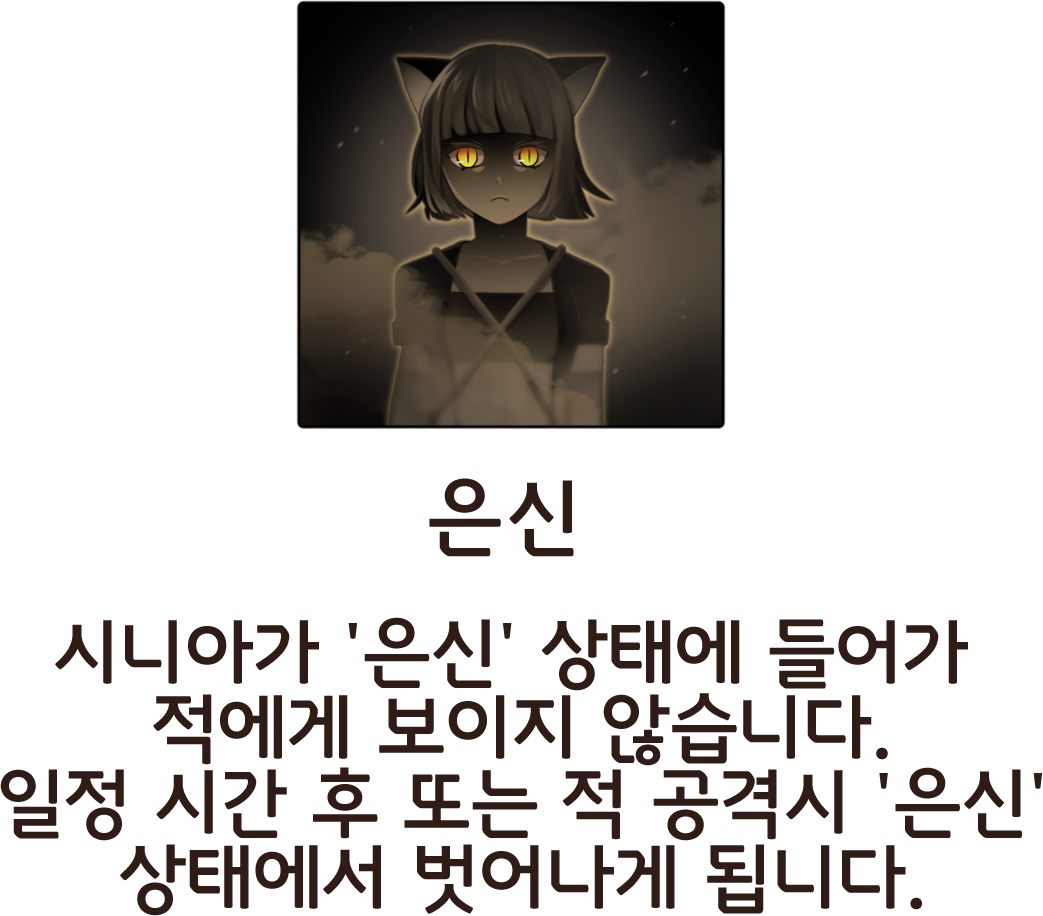 은신
시니아가 '은신' 상태에 들어가
적에게 보이지 않습니다.
일정 시간 후 또는 적 공격시 '은신'
상태에서 벗어나게 됩니다.